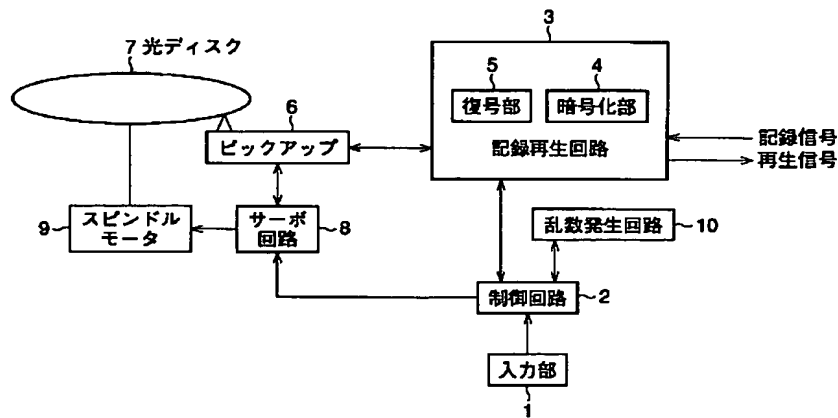 3
7 光ディスク
5
4
復号部
暗号化部
6
ピックアップ
記録再生回路
記録信号
再生信号
9
スピンドル
モータ
サーボ
回路
8
乱数発生回路
10
制御回路
2
入力部
1